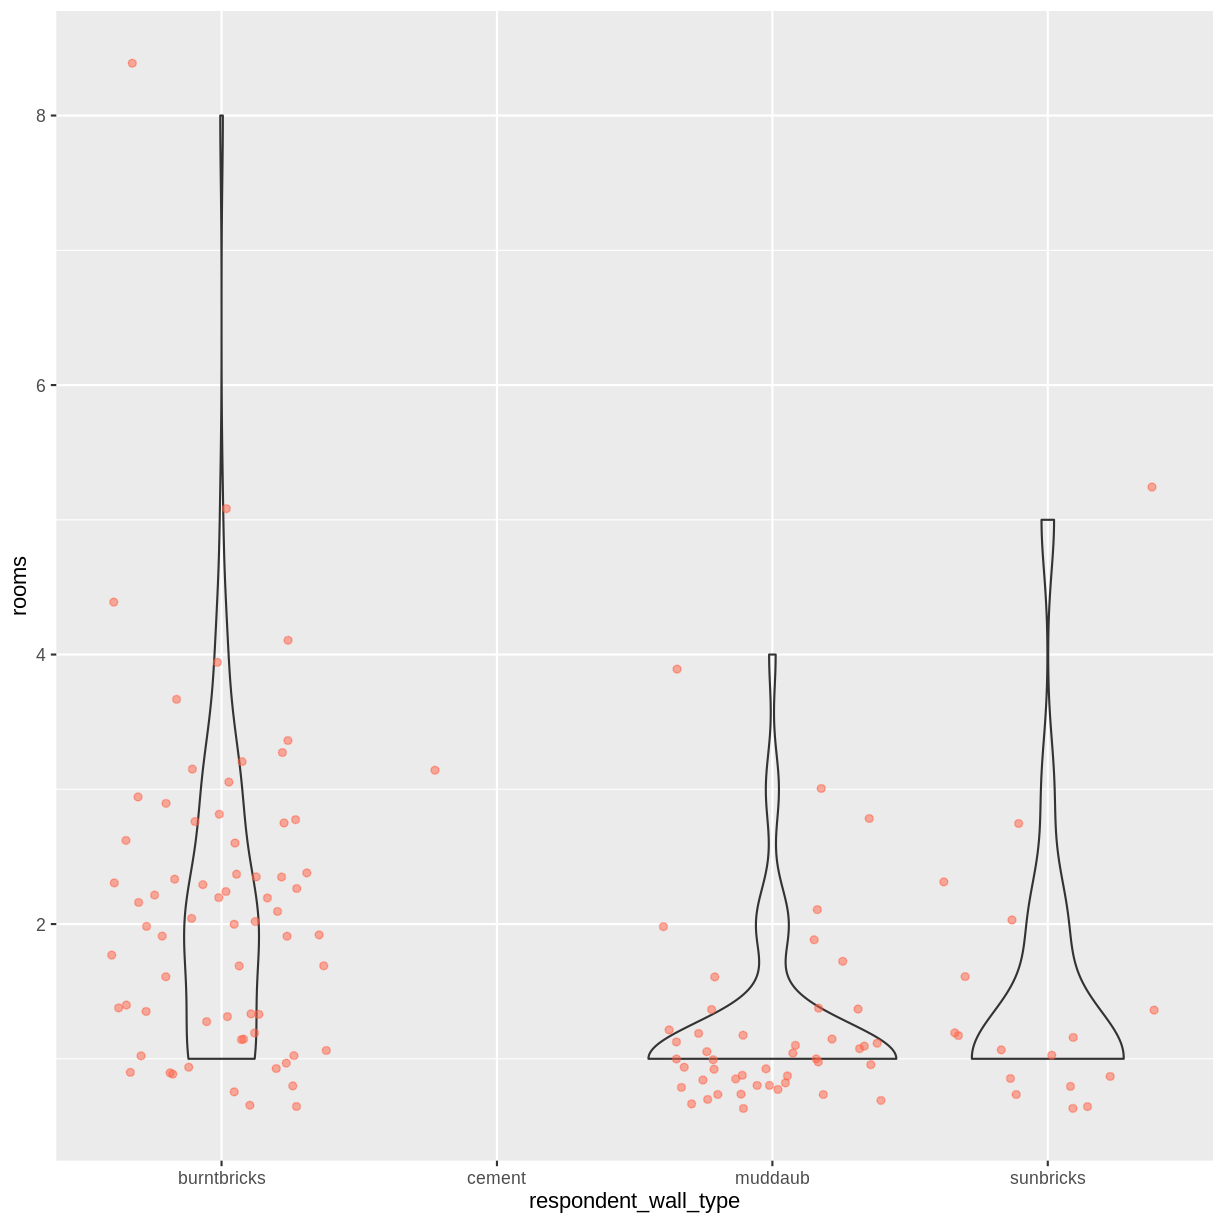 8
6
4
2
rooms
burntbricks
cement
muddaub
sunbricks
respondent_wall_type